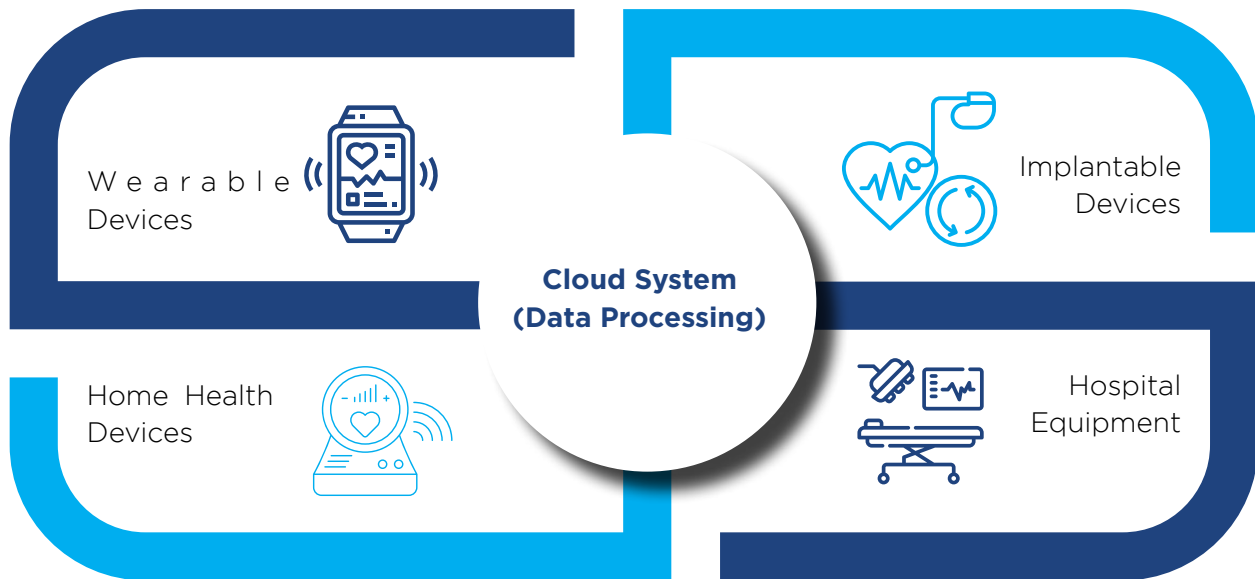 Wearable
Devices
Implantable
Devices
Cloud System
(Data Processing)
Home Health
Devices
Hospital
Equipment